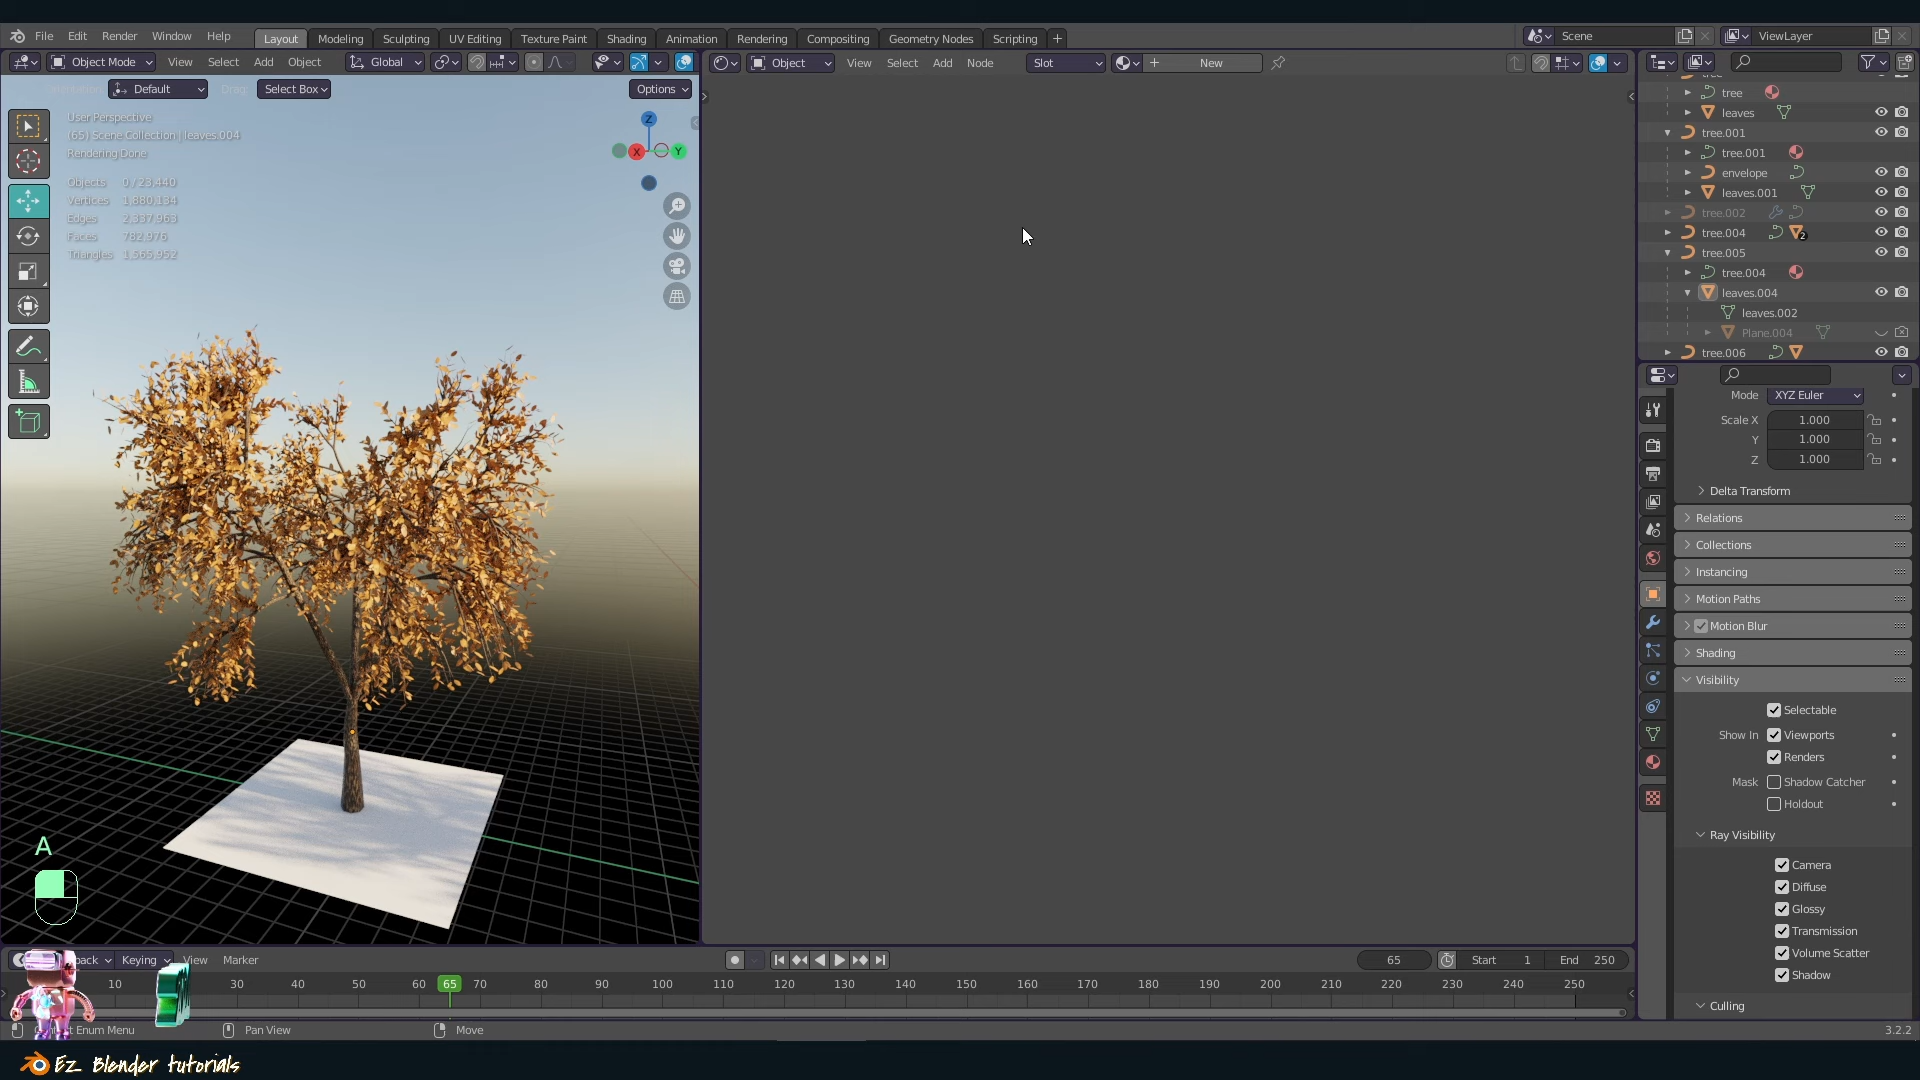 File Edit Render Window Help Layout Modeling Sculpting UV Editing Texture Paint Shading Animation Rendering Compositing Geometry Nodes Scripting Scene ViewLayer
Object Mode View Select Add Object Global Object View Select Add Node Slot New
Default Select Box Options
User Perspective
(65) Scene Collection | leaves.004
Rendering Done
Objects 0 / 23,440
Vertices 1,880,134
Edges 2,337,963
Faces 782,976
Triangles 1,565,952
Z
X
Y
A
tree
leaves
tree.001
tree.001
envelope
leaves.001
tree.002
tree.004 2
tree.005
tree.004
leaves.004
leaves.002
Plane.004
tree.006
Mode XYZ Euler
Scale X 1.000
Y 1.000
Z 1.000
Delta Transform
Relations
Collections
Instancing
Motion Paths
Motion Blur
Shading
Visibility
Selectable
Show In Viewports
Renders
Mask Shadow Catcher
Holdout
Ray Visibility
Camera
Diffuse
Glossy
Transmission
Volume Scatter
Shadow
Culling
Keying View Marker 65 Start 1 End 250
10 30 40 50 60 65 70 80 90 100 110 120 130 140 150 160 170 180 190 200 210 220 230 240 250
Enum Menu Pan View Move 3.2.2
Ez Blender tutorials